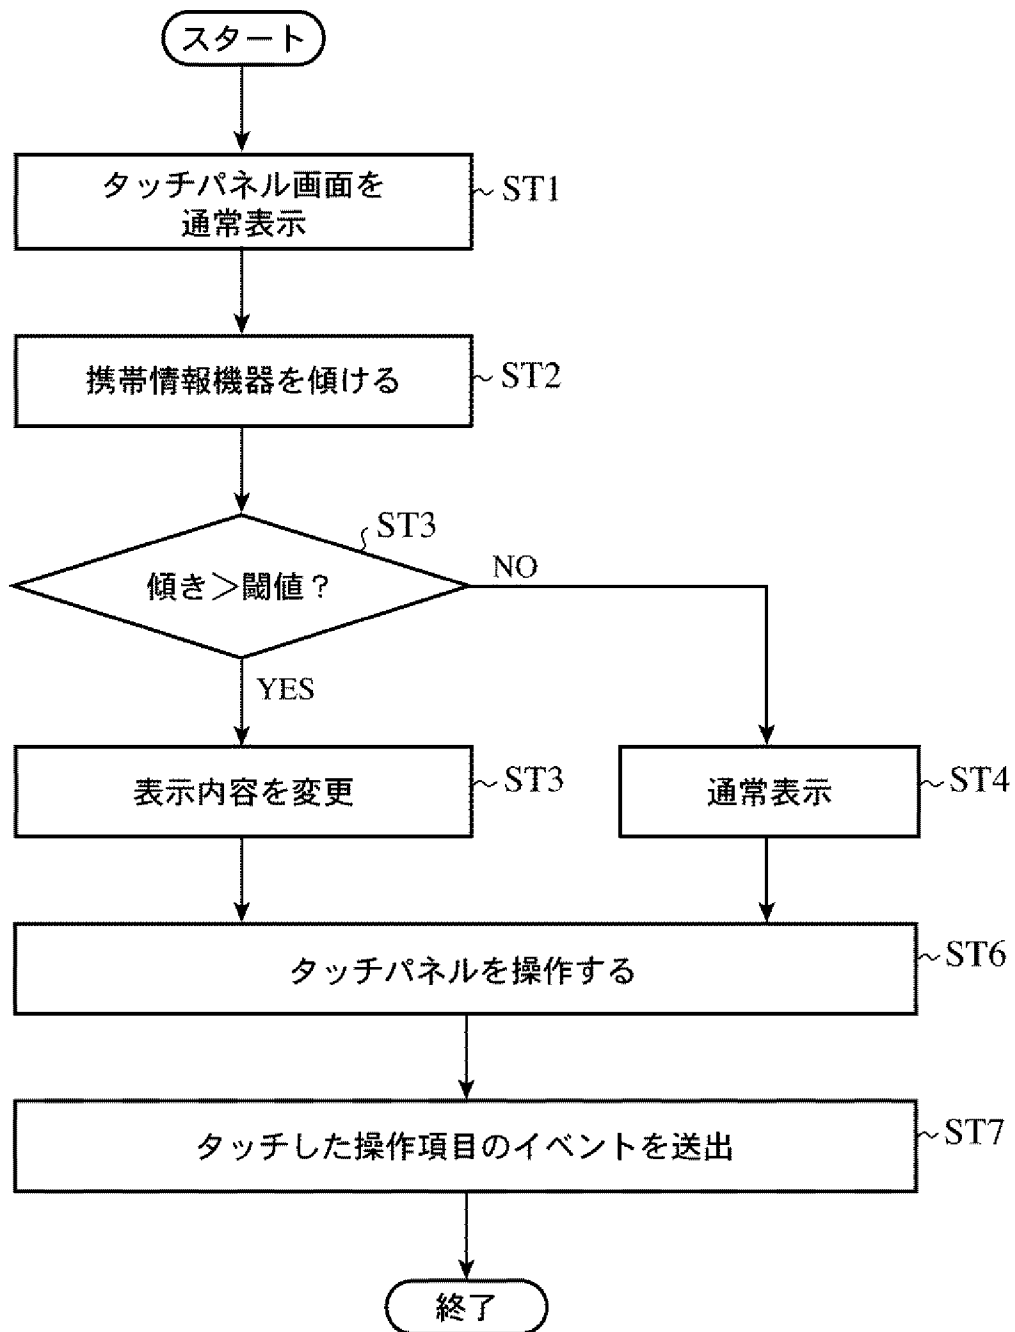 スタート
タッチパネル画面を
通常表示
ST1
携帯情報機器を傾ける
ST2
ST3
傾き＞閾値？
NO
YES
表示内容を変更
ST3
通常表示
ST4
タッチパネルを操作する
ST6
タッチした操作項目のイベントを送出
ST7
終了